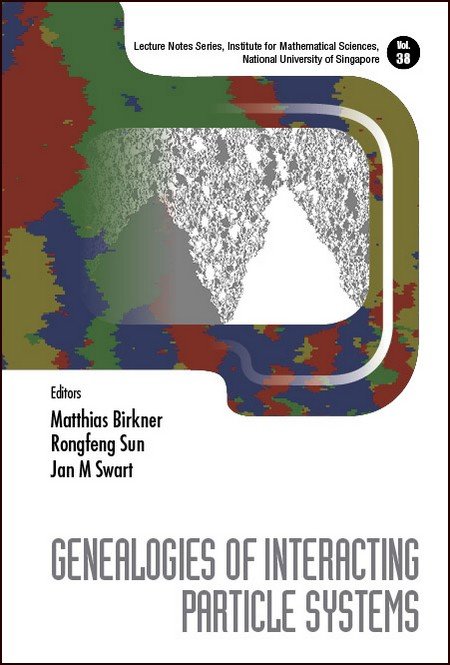 Lecture Notes Series, Institute for Mathematical Sciences,
National University of Singapore
Vol.
38
Editors
Matthias Birkner
Rongfeng Sun
Jan M Swart
GENEALOGIES OF INTERACTING
PARTICLE SYSTEMS